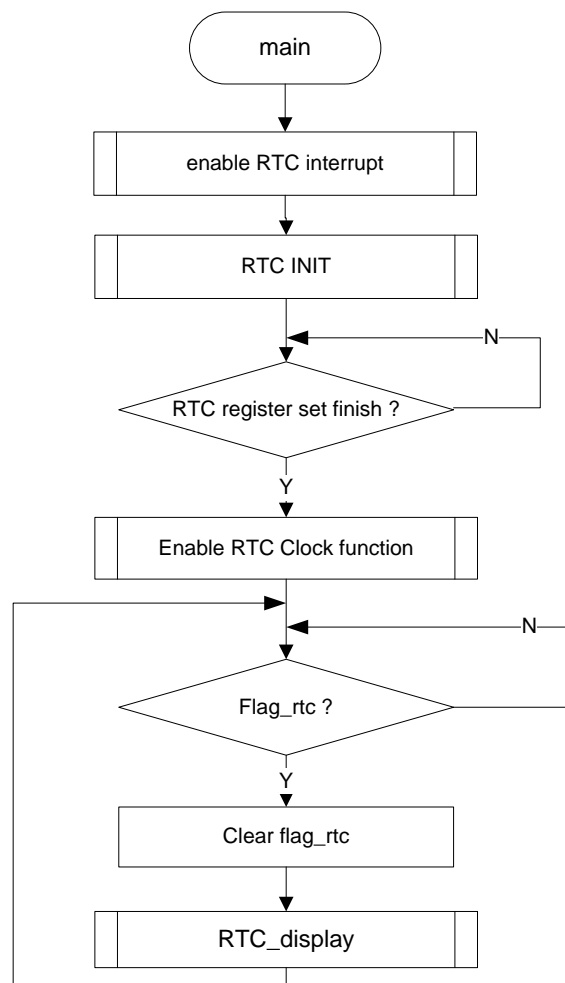 main
enable RTC interrupt
RTC INIT
N
RTC register set finish ?
Y
Enable RTC Clock function
N
Flag_rtc ?
Y
Clear flag_rtc
RTC_display